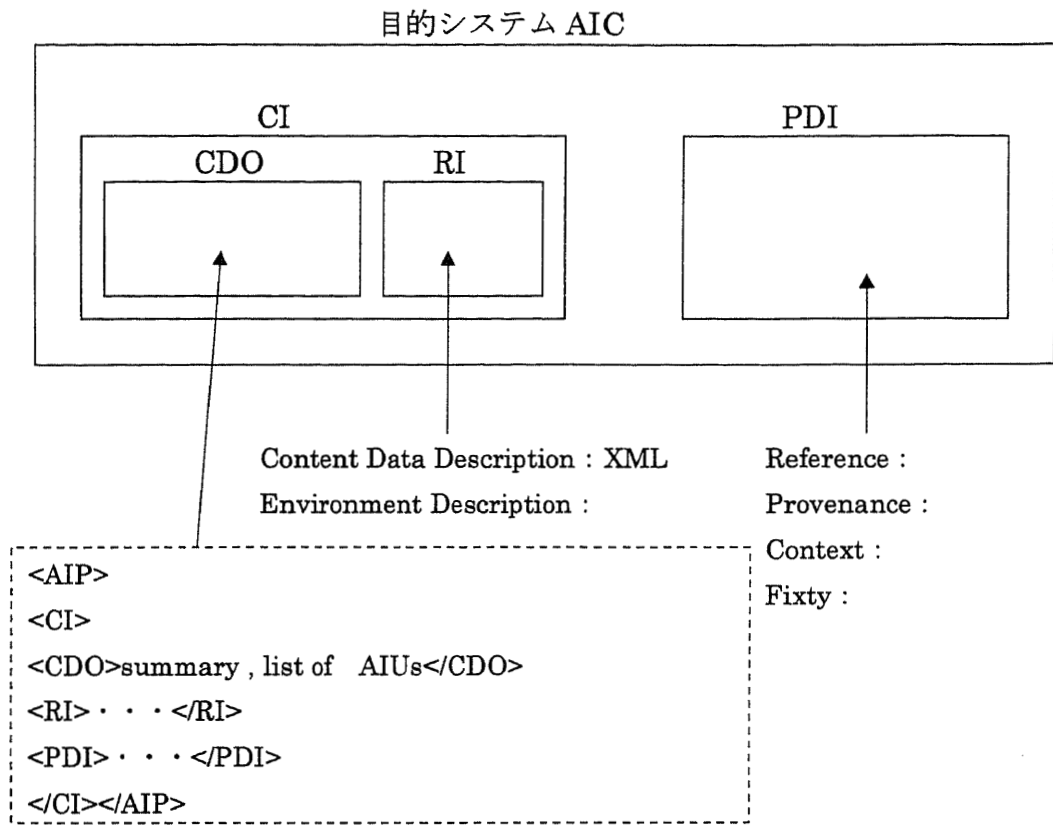 目的システム AIC
CI
PDI
CDO
RI
Content Data Description : XML
Environment Description :
Reference :
Provenance :
Context :
Fixty :
<AIP>
<CI>
<CDO>summary , list of AIUs</CDO>
<RI>・・・</RI>
<PDI>・・・</PDI>
</CI></AIP>